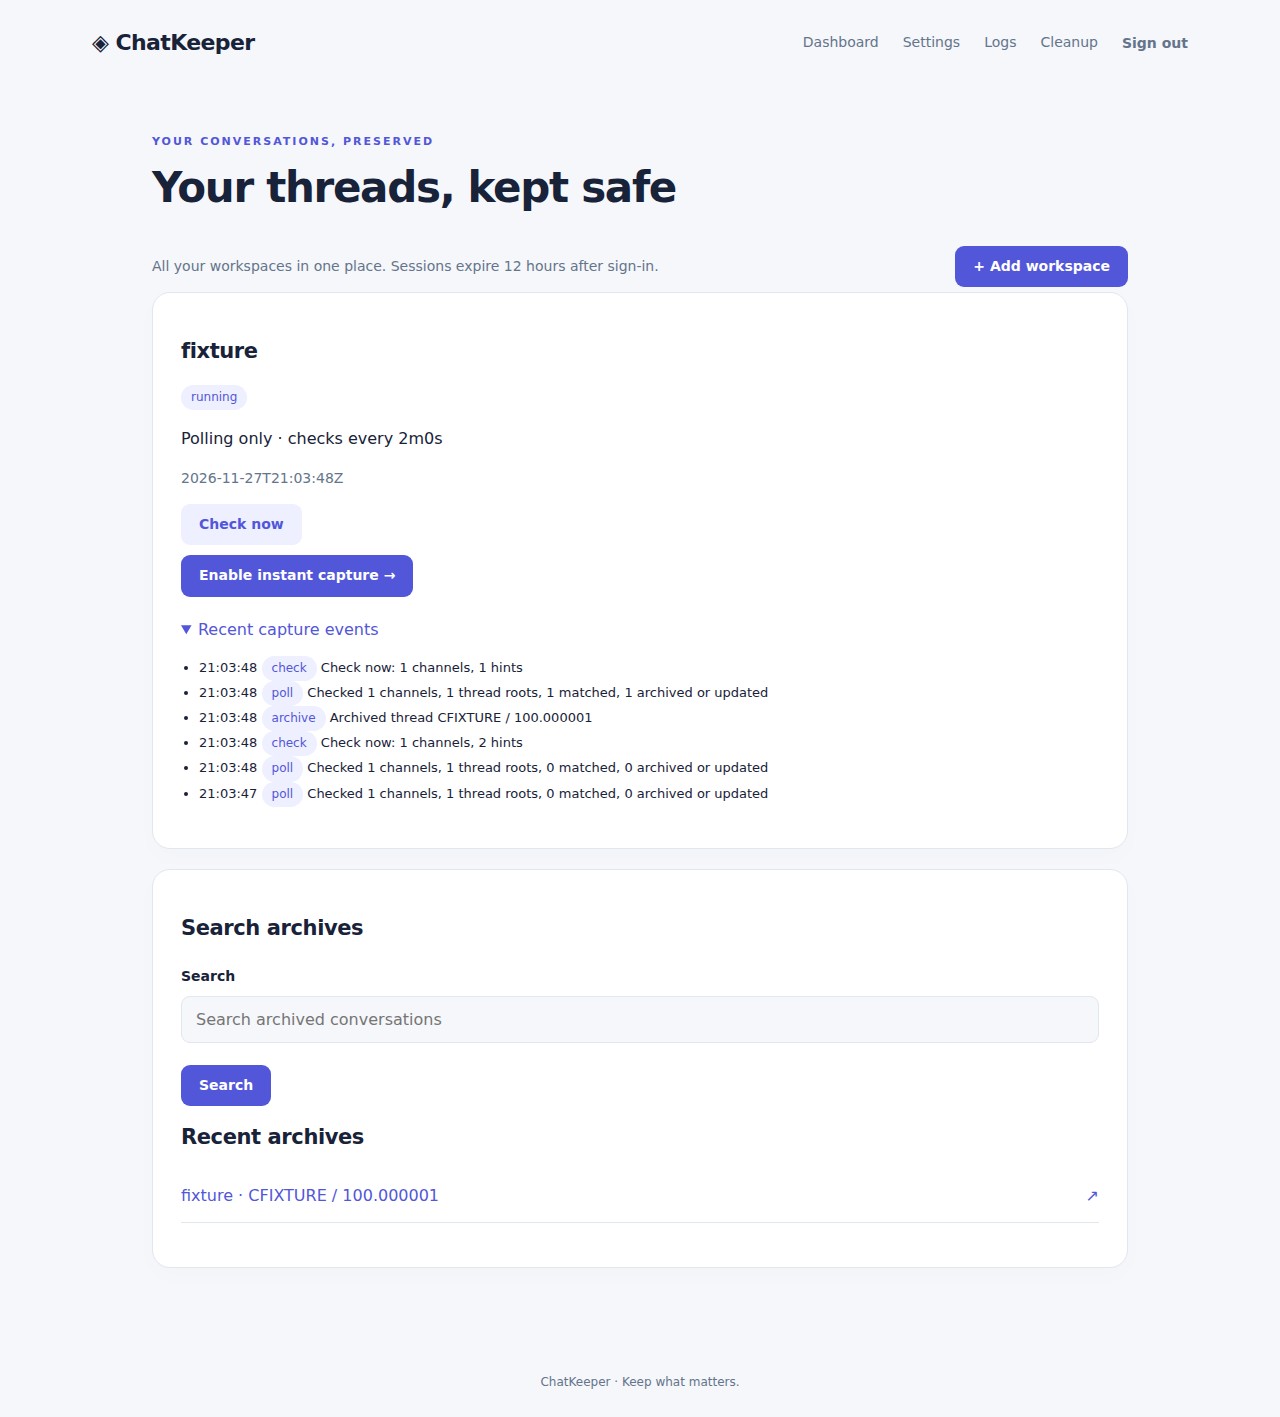 ◈ ChatKeeper
Dashboard Settings Logs Cleanup Sign out
YOUR CONVERSATIONS, PRESERVED
Your threads, kept safe
All your workspaces in one place. Sessions expire 12 hours after sign-in.
+ Add workspace
fixture
running
Polling only · checks every 2m0s
2026-11-27T21:03:48Z
Check now
Enable instant capture →
▼ Recent capture events
• 21:03:48 check Check now: 1 channels, 1 hints
• 21:03:48 poll Checked 1 channels, 1 thread roots, 1 matched, 1 archived or updated
• 21:03:48 archive Archived thread CFIXTURE / 100.000001
• 21:03:48 check Check now: 1 channels, 2 hints
• 21:03:48 poll Checked 1 channels, 1 thread roots, 0 matched, 0 archived or updated
• 21:03:47 poll Checked 1 channels, 1 thread roots, 0 matched, 0 archived or updated
Search archives
Search
Search archived conversations
Search
Recent archives
fixture · CFIXTURE / 100.000001 ↗
ChatKeeper · Keep what matters.